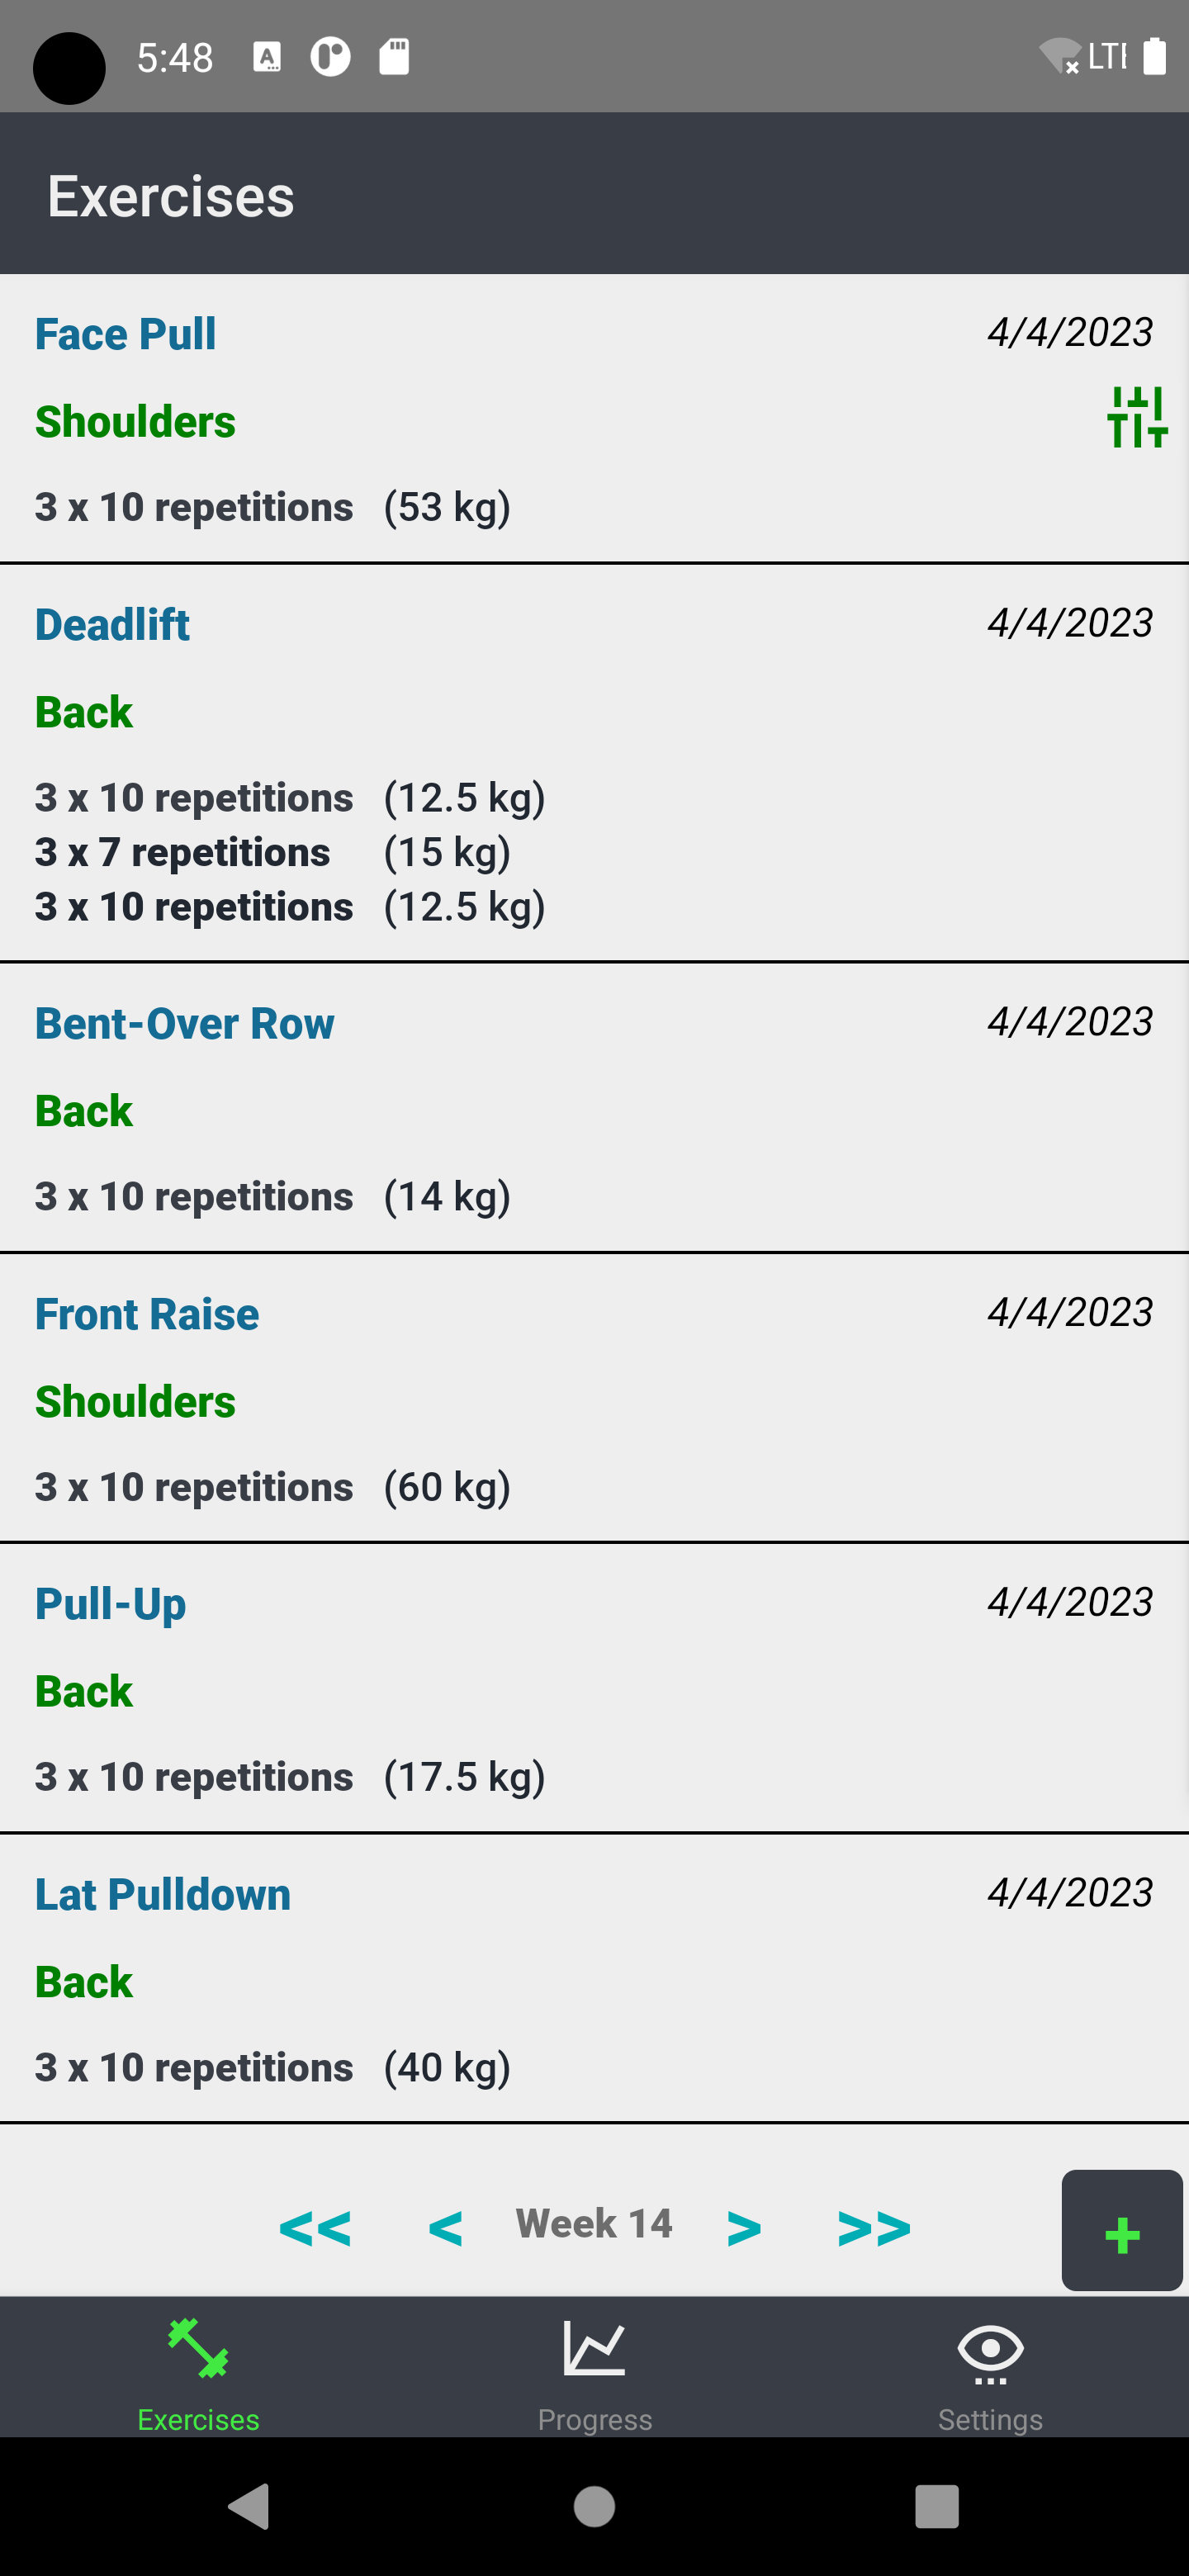 5:48
LTE
Exercises
Face Pull 4/4/2023
Shoulders
3 x 10 repetitions (53 kg)
Deadlift 4/4/2023
Back
3 x 10 repetitions (12.5 kg)
3 x 7 repetitions (15 kg)
3 x 10 repetitions (12.5 kg)
Bent-Over Row 4/4/2023
Back
3 x 10 repetitions (14 kg)
Front Raise 4/4/2023
Shoulders
3 x 10 repetitions (60 kg)
Pull-Up 4/4/2023
Back
3 x 10 repetitions (17.5 kg)
Lat Pulldown 4/4/2023
Back
3 x 10 repetitions (40 kg)
<< < Week 14 > >> +
Exercises Progress Settings